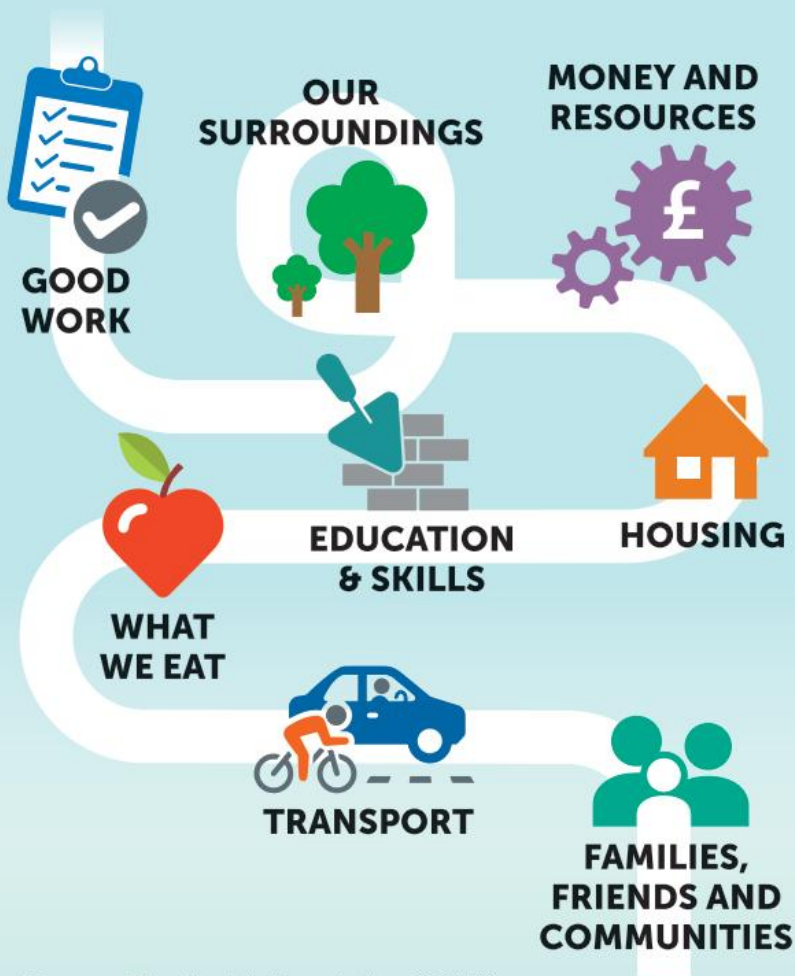 OUR
SURROUNDINGS
MONEY AND
RESOURCES
£
GOOD
WORK
EDUCATION
& SKILLS
HOUSING
WHAT
WE EAT
TRANSPORT
FAMILIES,
FRIENDS AND
COMMUNITIES